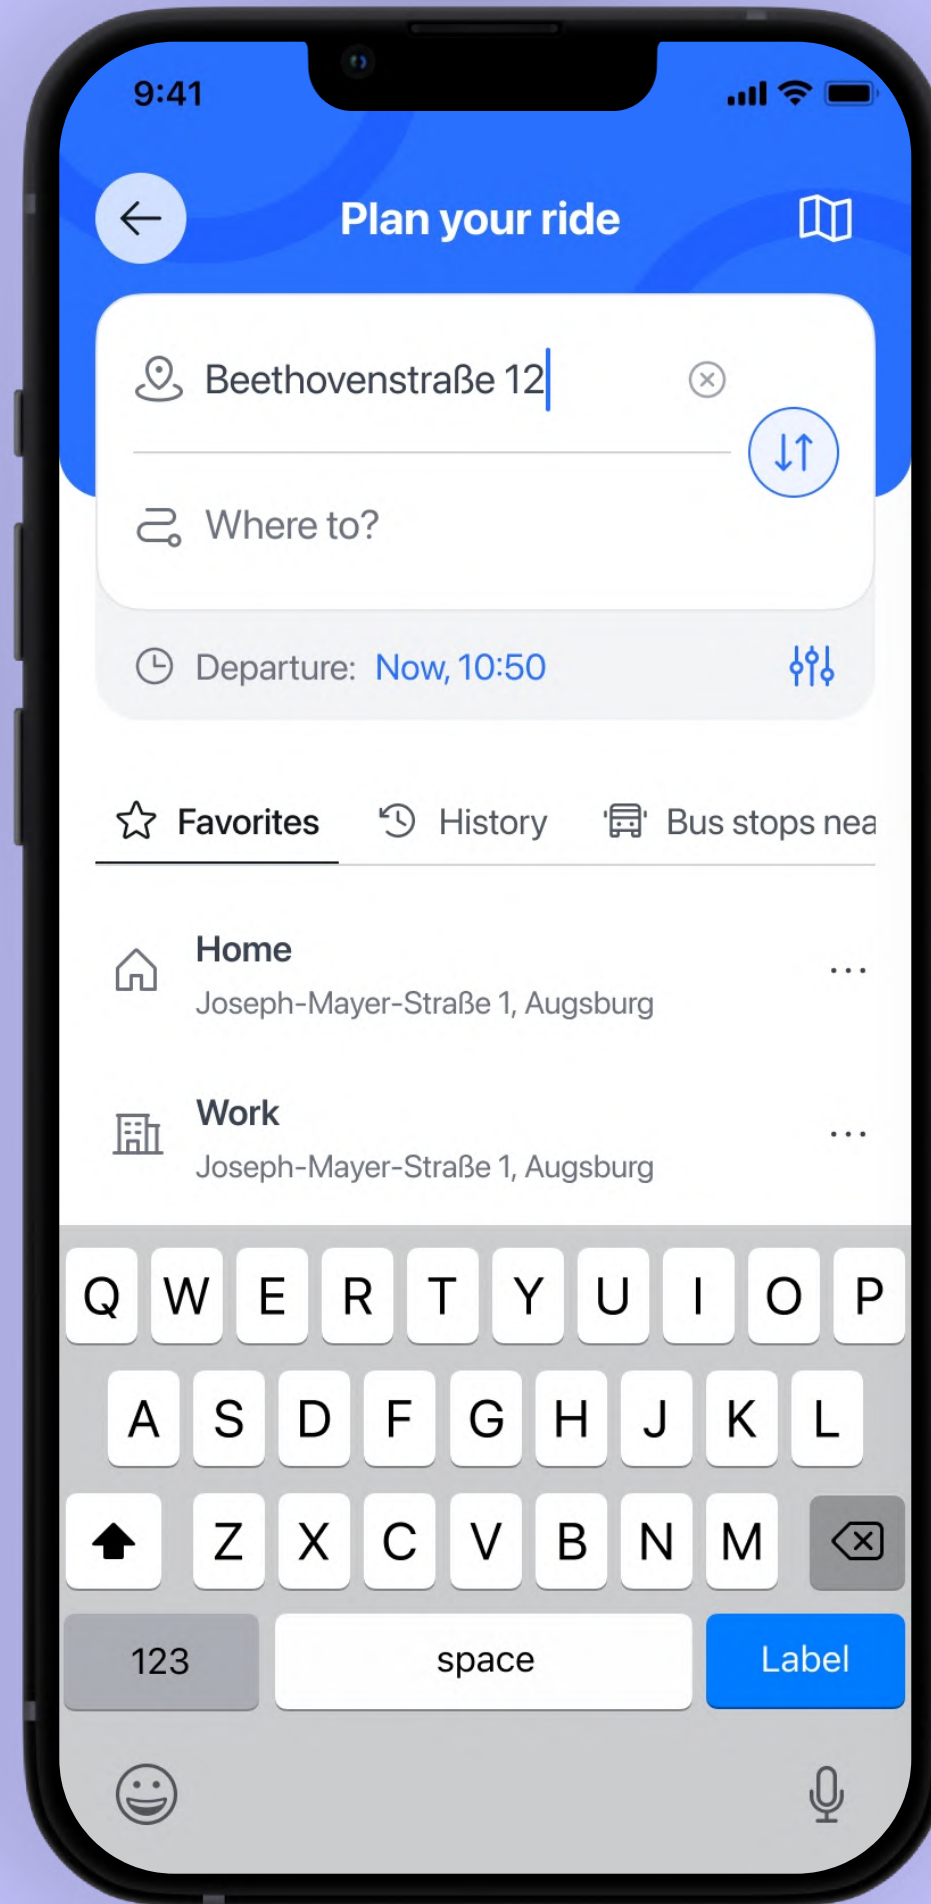 9:41
Plan your ride
Beethovenstraße 12
Where to?
Departure: Now, 10:50
Favorites History Bus stops nea
Home
Joseph-Mayer-Straße 1, Augsburg
Work
Joseph-Mayer-Straße 1, Augsburg
Q W E R T Y U I O P
A S D F G H J K L
Z X C V B N M
123 space Label